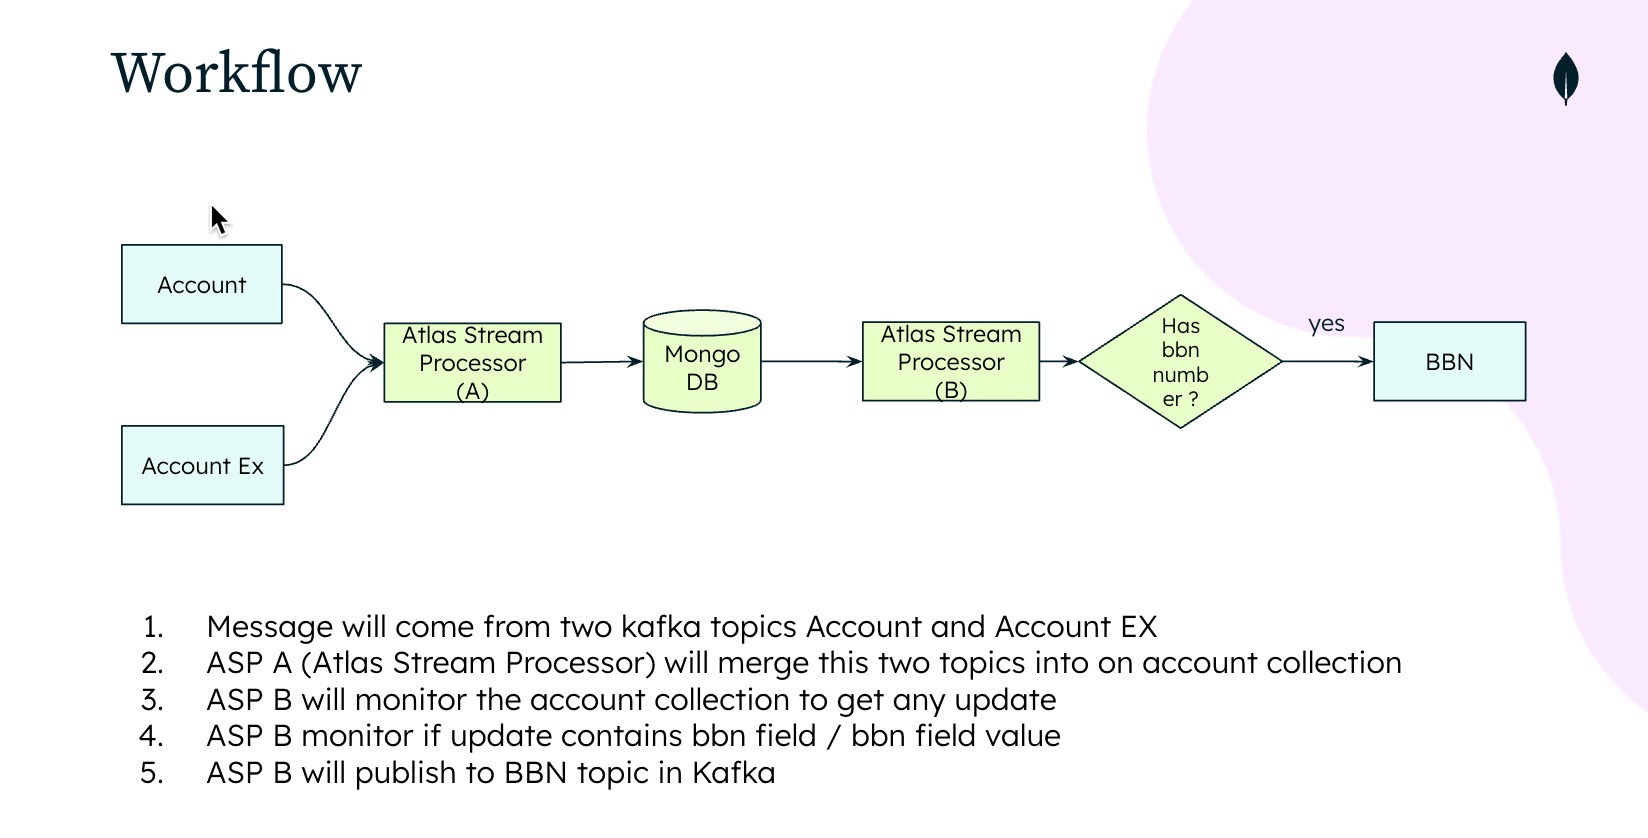 Workflow
Account
Account Ex
Atlas Stream
Processor
(A)
Mongo
DB
Atlas Stream
Processor
(B)
Has
bbn
numb
er ?
yes
BBN
1. Message will come from two kafka topics Account and Account EX
2. ASP A (Atlas Stream Processor) will merge this two topics into on account collection
3. ASP B will monitor the account collection to get any update
4. ASP B monitor if update contains bbn field / bbn field value
5. ASP B will publish to BBN topic in Kafka